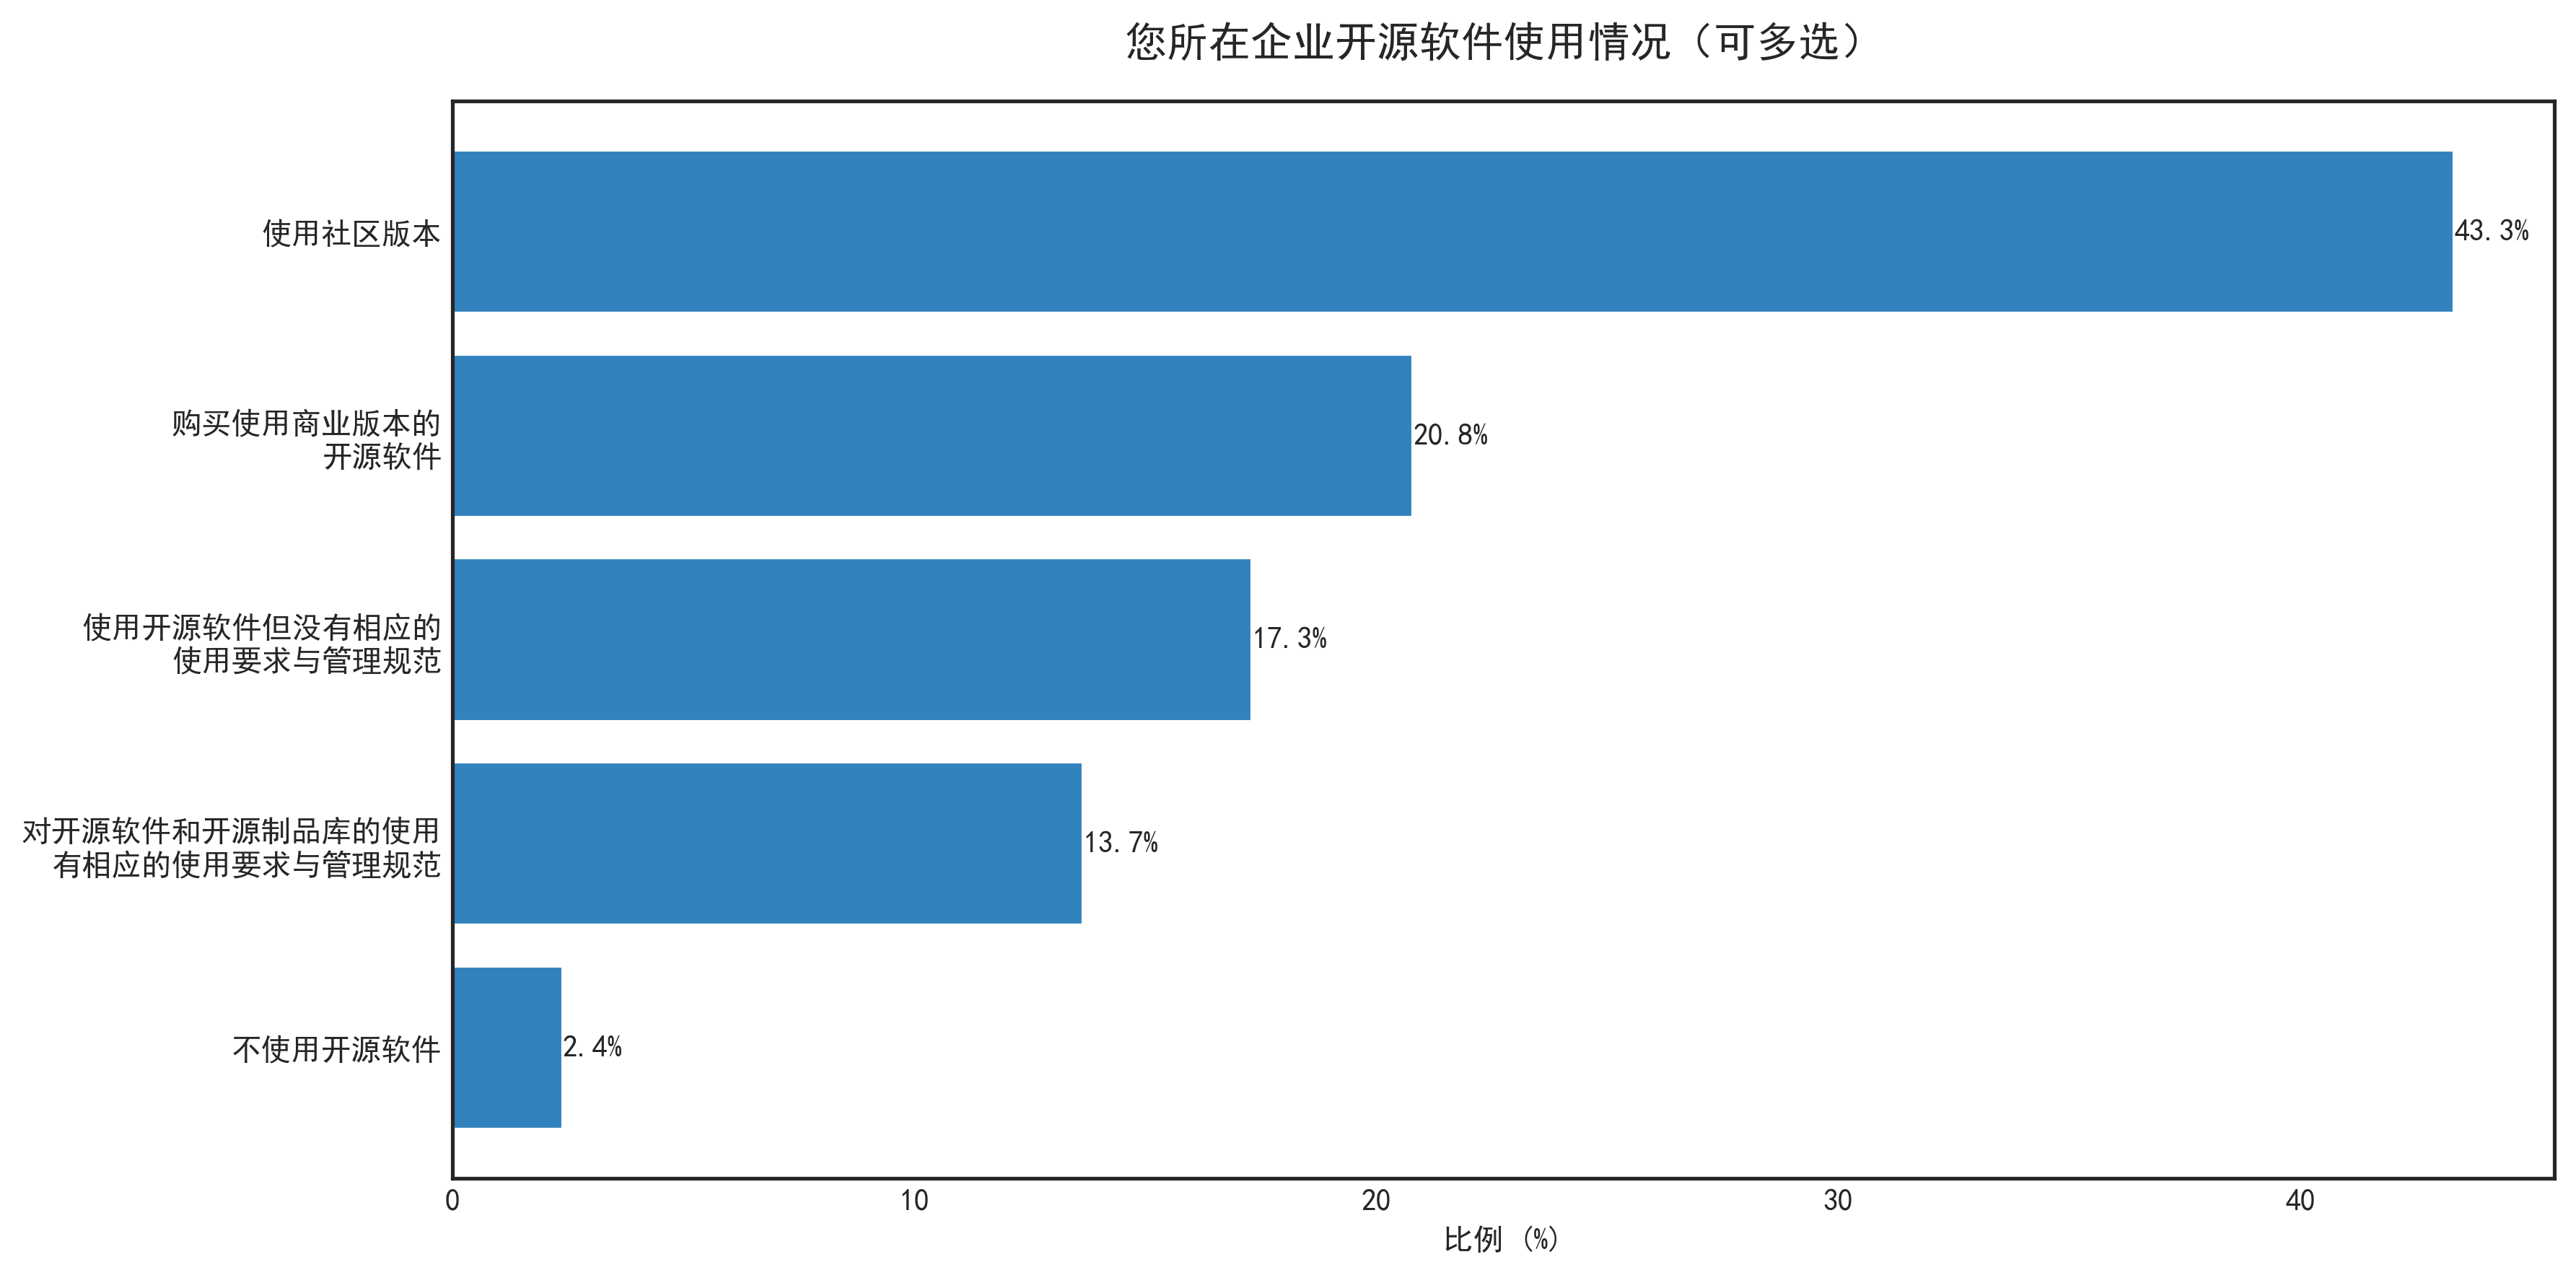 您所在企业开源软件使用情况（可多选）
使用社区版本
43.3%
购买使用商业版本的
开源软件
20.8%
使用开源软件但没有相应的
使用要求与管理规范
17.3%
对开源软件和开源制品库的使用
有相应的使用要求与管理规范
13.7%
不使用开源软件
2.4%
0 10 20 30 40
比例 (%)